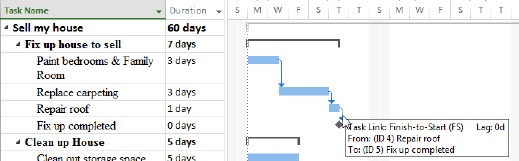 Task Name Duration S M W F S T T S M
Sell my house 60 days
Fix up house to sell 7 days
Paint bedrooms & Family Room 3 days
Replace carpeting 3 days
Repair roof 1 day
Fix up completed 0 days
Clean up House 5 days
Clean out storage space 3 days
Task Link: Finish-to-Start (FS) Lag: 0d
From: (ID 4) Repair roof
To: (ID 5) Fix up completed